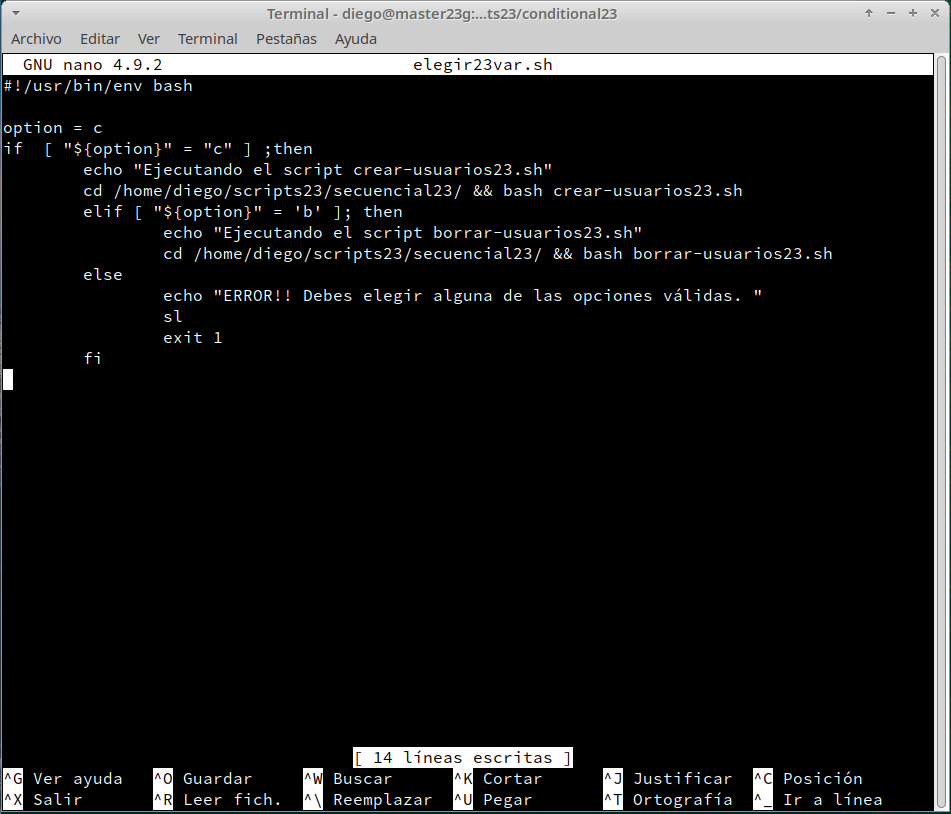 Terminal - diego@master23g:...ts23/conditional23
Archivo Editar Ver Terminal Pestañas Ayuda
GNU nano 4.9.2 elegir23var.sh
#!/usr/bin/env bash
option = c
if  [ "${option}" = "c" ] ;then
        echo "Ejecutando el script crear-usuarios23.sh"
        cd /home/diego/scripts23/secuencial23/ && bash crear-usuarios23.sh
        elif [ "${option}" = 'b' ]; then
                echo "Ejecutando el script borrar-usuarios23.sh"
                cd /home/diego/scripts23/secuencial23/ && bash borrar-usuarios23.sh
        else
                echo "ERROR!! Debes elegir alguna de las opciones válidas. "
                sl
                exit 1
        fi
[ 14 líneas escritas ]
^G Ver ayuda ^O Guardar ^W Buscar ^K Cortar ^J Justificar ^C Posición
^X Salir ^R Leer fich. ^\ Reemplazar ^U Pegar ^T Ortografía ^_ Ir a línea